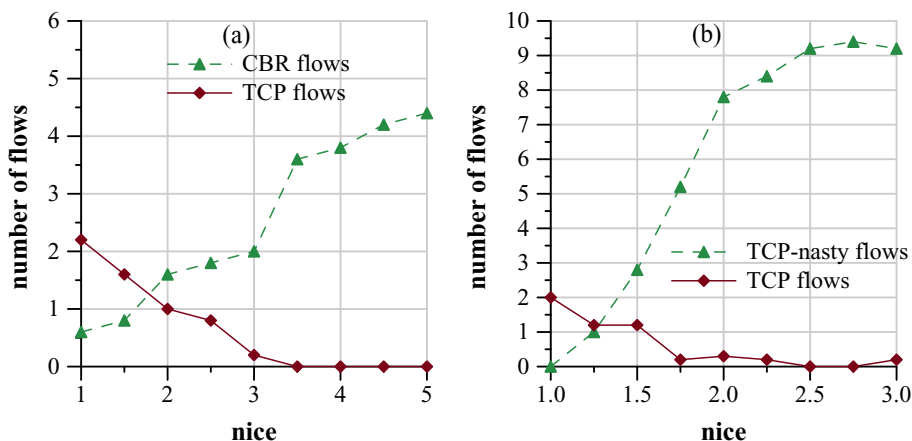 (a)
CBR flows
TCP flows
number of flows
6
5
4
3
2
1
0
1
2
3
4
5
nice
(b)
TCP-nasty flows
TCP flows
number of flows
10
9
8
7
6
5
4
3
2
1
0
1.0
1.5
2.0
2.5
3.0
nice